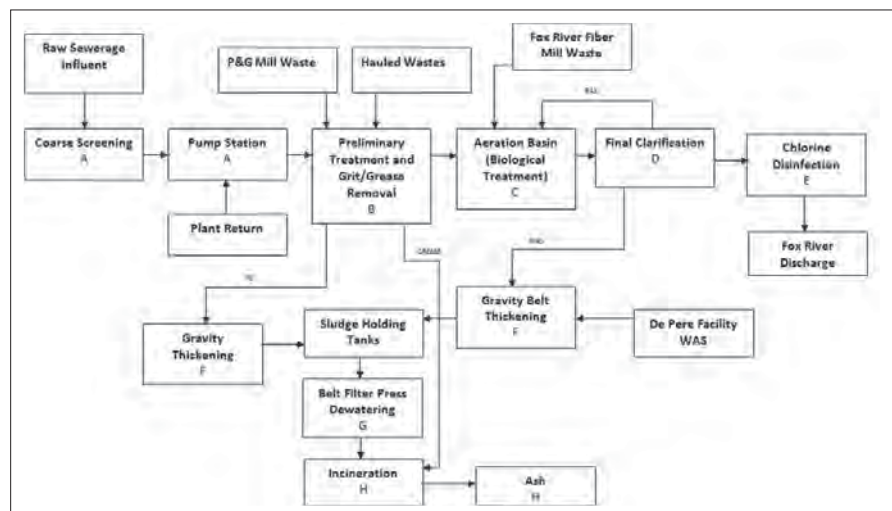 Raw Sewerage
Influent
P&G Mill Waste
Hauled Wastes
Fox River Fiber
Mill Waste
Coarse Screening
A
Pump Station
A
Preliminary
Treatment and
Grit/Grease
Removal
B
Aeration Basin
(Biological
Treatment)
C
Final Clarification
D
Chlorine
Disinfection
E
Plant Return
Fox River
Discharge
Gravity
Thickening
F
Sludge Holding
Tanks
Gravity Belt
Thickening
F
De Pere Facility
WAS
Belt Filter Press
Dewatering
G
Incineration
H
Ash
H